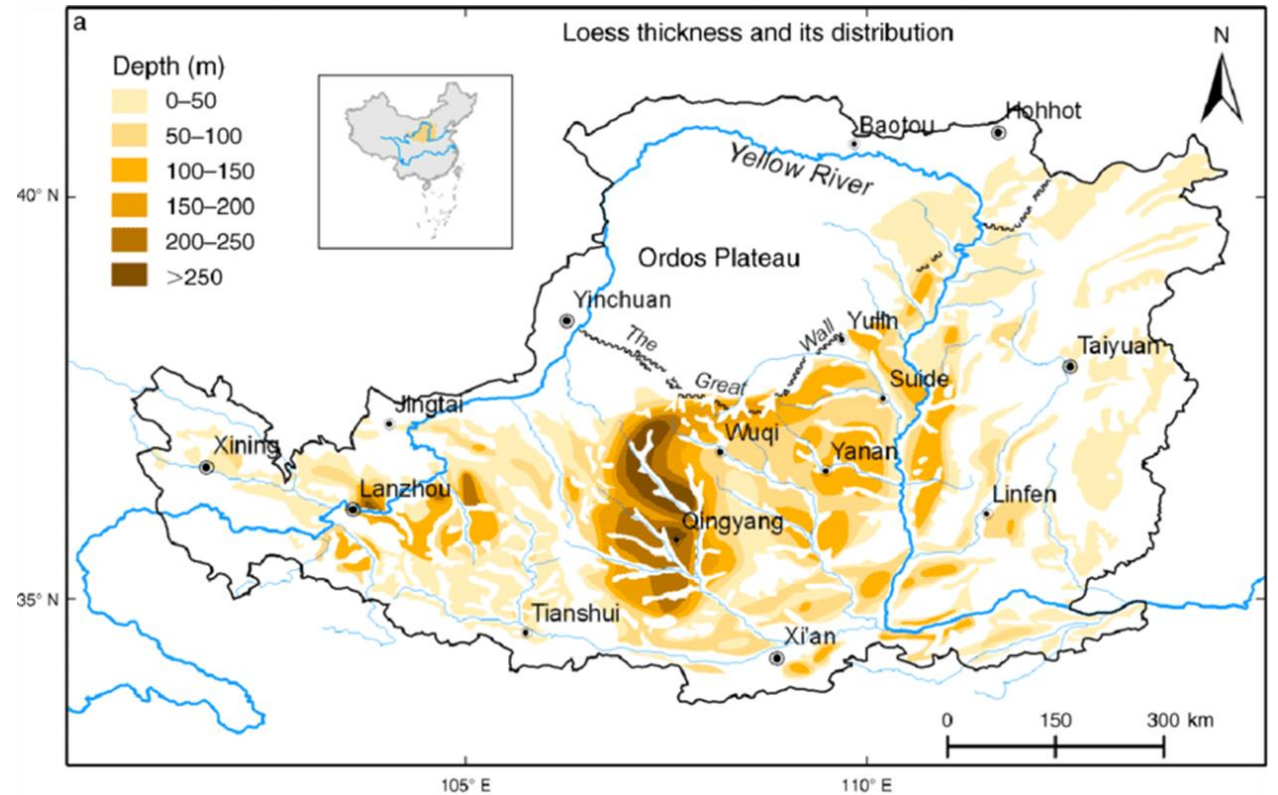 a
Loess thickness and its distribution
N
Depth (m)
0–50
50–100
100–150
150–200
200–250
>250
Hohhot
Baotou
Yellow River
40° N
Ordos Plateau
Yinchuan
The
Great
Wall
Yulin
Taiyuan
Suide
Jingtai
Wuqi
Xining
Yanan
Lanzhou
Linfen
Qingyang
35° N
Tianshui
Xi'an
0 150 300 km
105° E
110° E